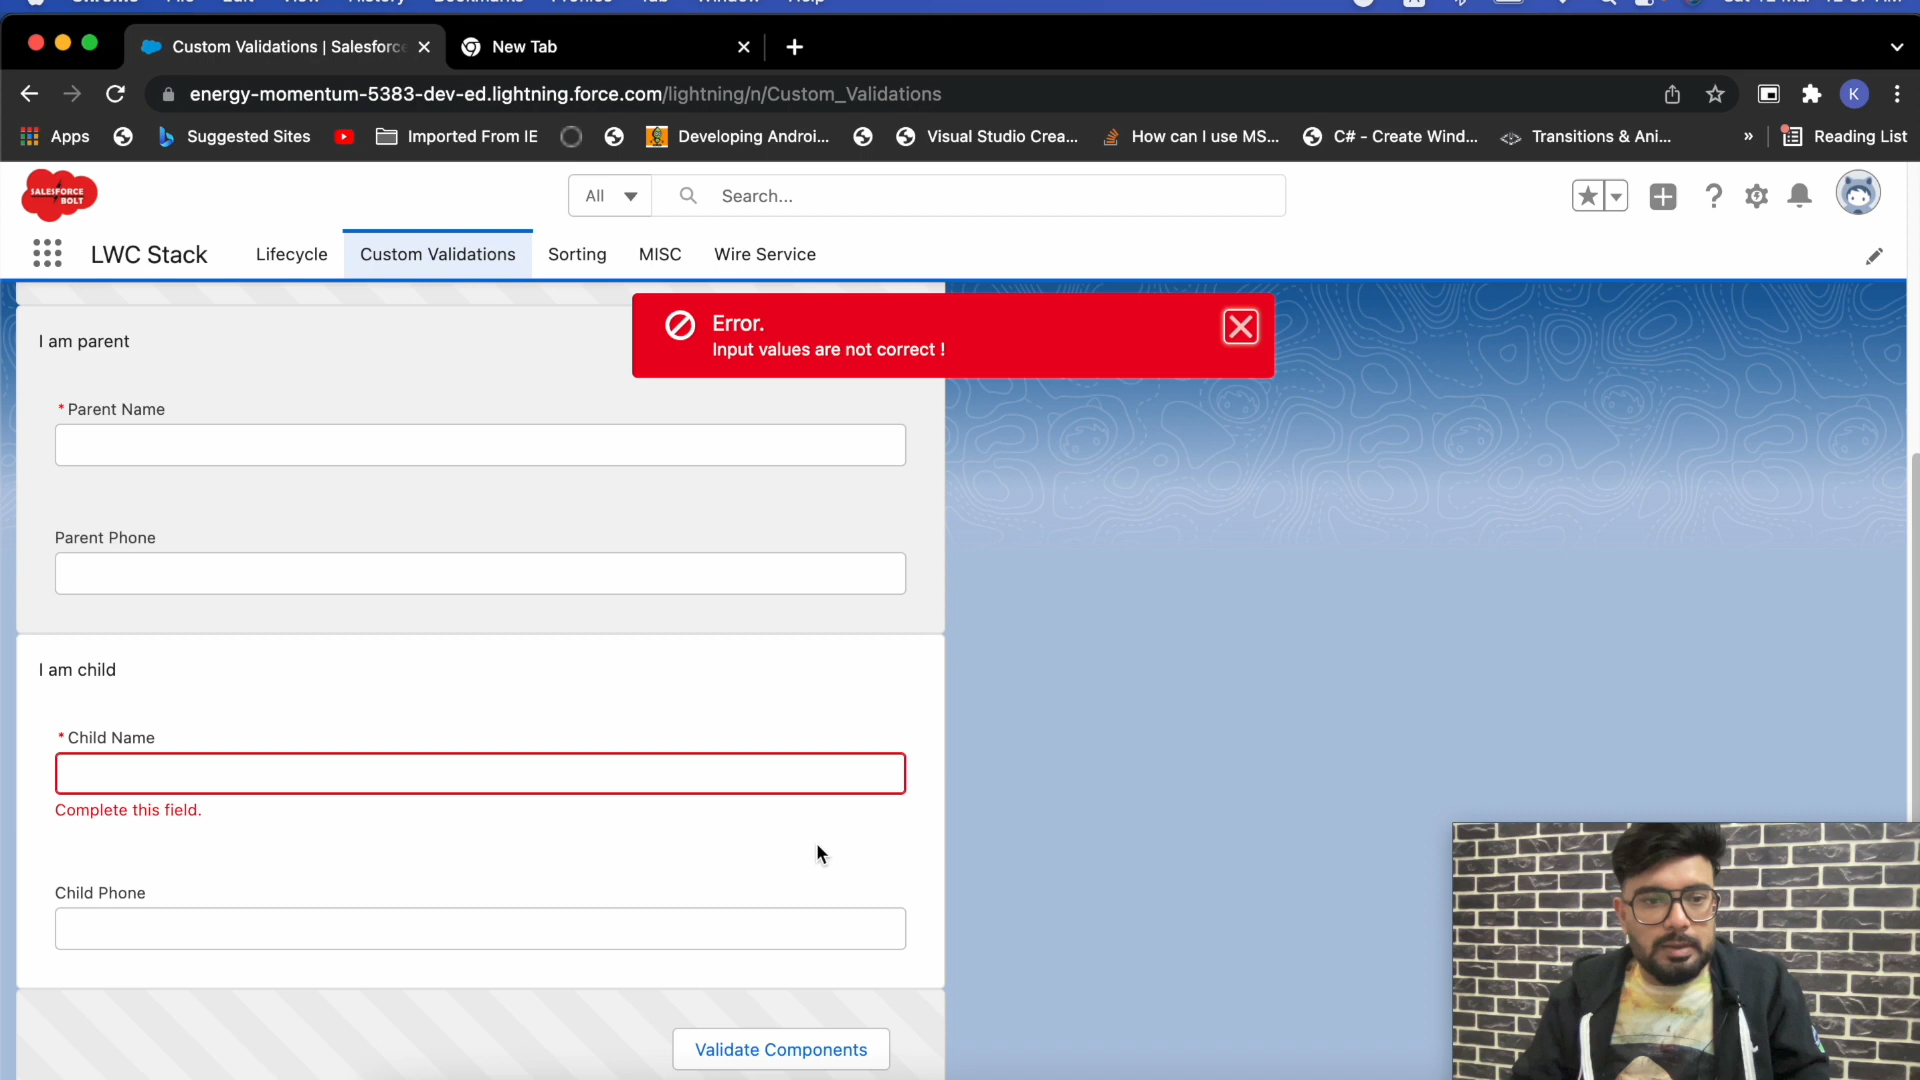 Custom Validations | Salesforc
New Tab
energy-momentum-5383-dev-ed.lightning.force.com/lightning/n/Custom_Validations
K
Apps
Suggested Sites
Imported From IE
Developing Androi...
Visual Studio Crea...
How can I use MS...
C# - Create Wind...
Transitions & Ani...
»
Reading List
SALESFORCE
BOLT
All
Search...
LWC Stack
Lifecycle
Custom Validations
Sorting
MISC
Wire Service
Error.
Input values are not correct !
I am parent
* Parent Name
Parent Phone
I am child
* Child Name
Complete this field.
Child Phone
Validate Components